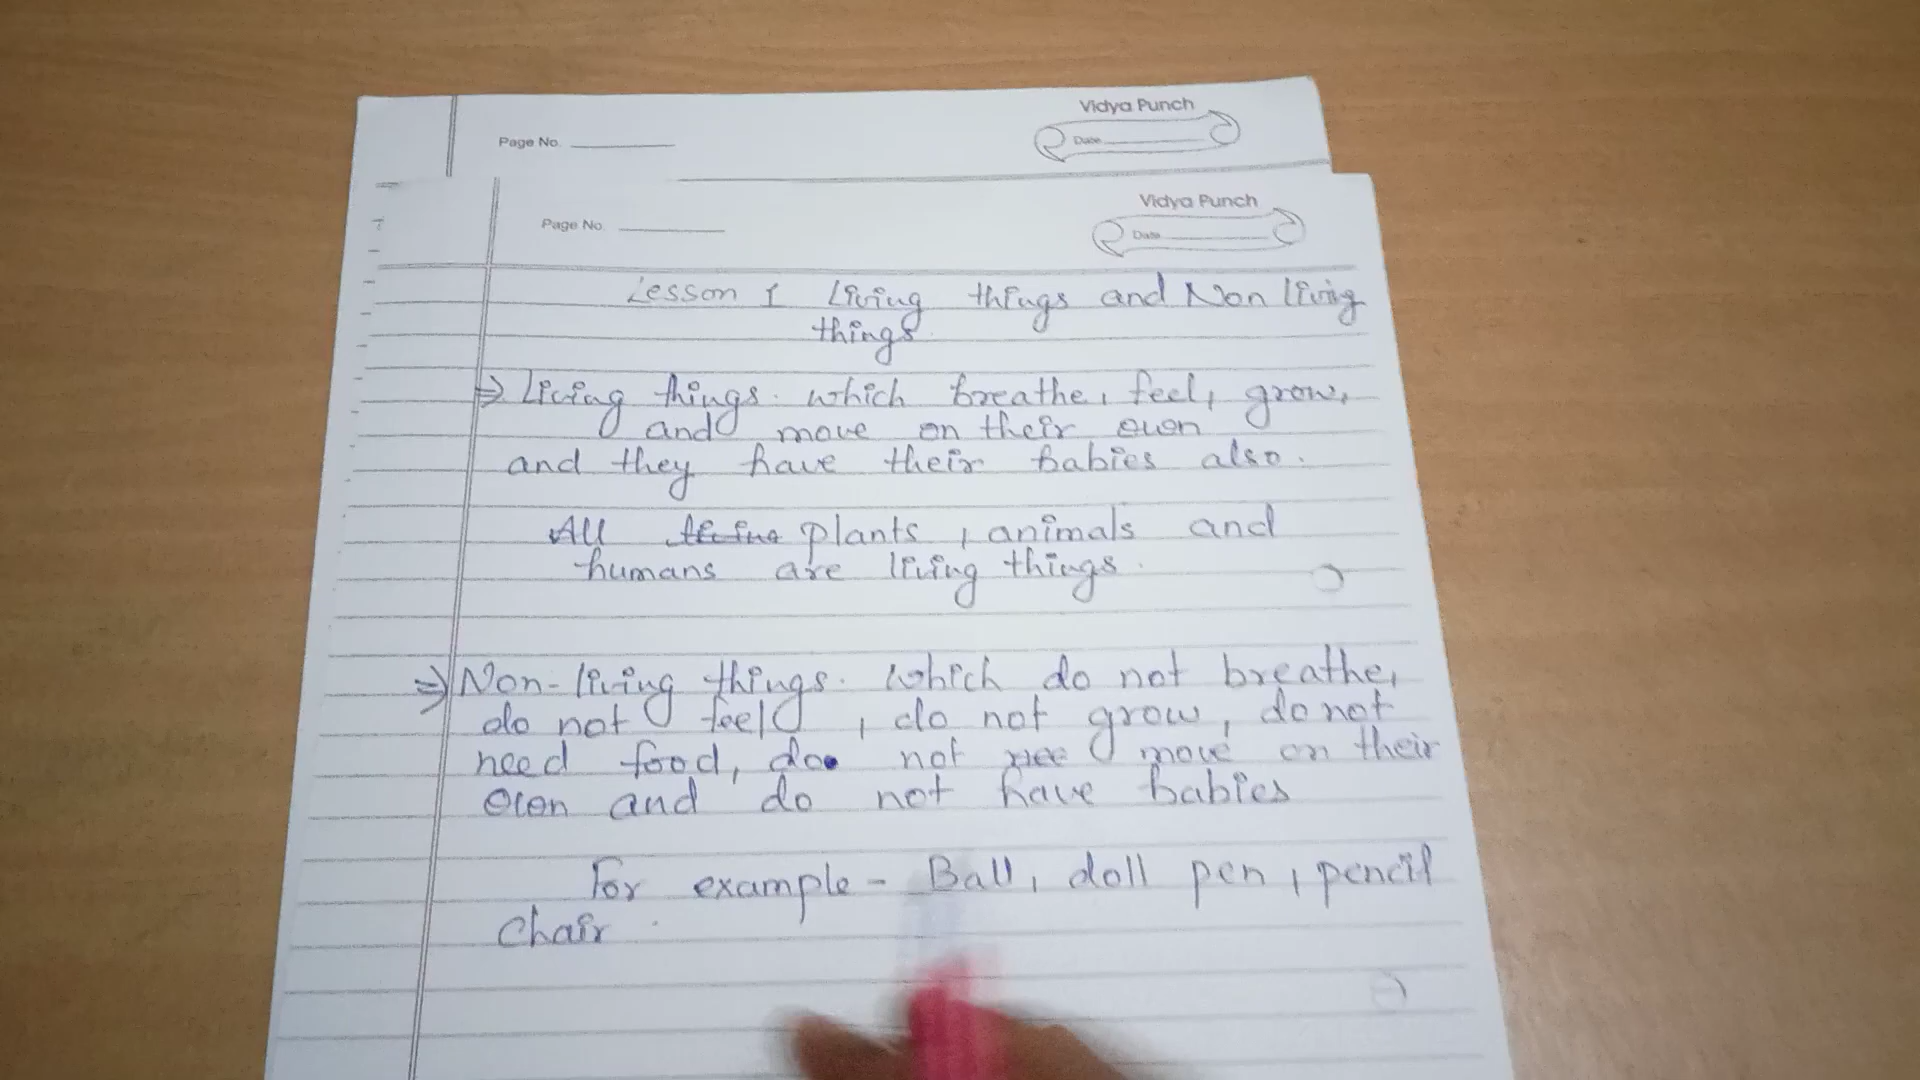 Vidya Punch
Page No.
Date
Vidya Punch
Page No.
Date
Lesson 1 Living things and Non living
things.
⇒ Living things. which breathe, feel, grow,
and move on their own
and they have their babies also.
All plants, animals and
humans are living things.
⇒ Non-living things. which do not breathe,
do not feel, do not grow, do not
need food, do not move on their
own and do not have babies
For example - Ball, doll pen, pencil
chair.